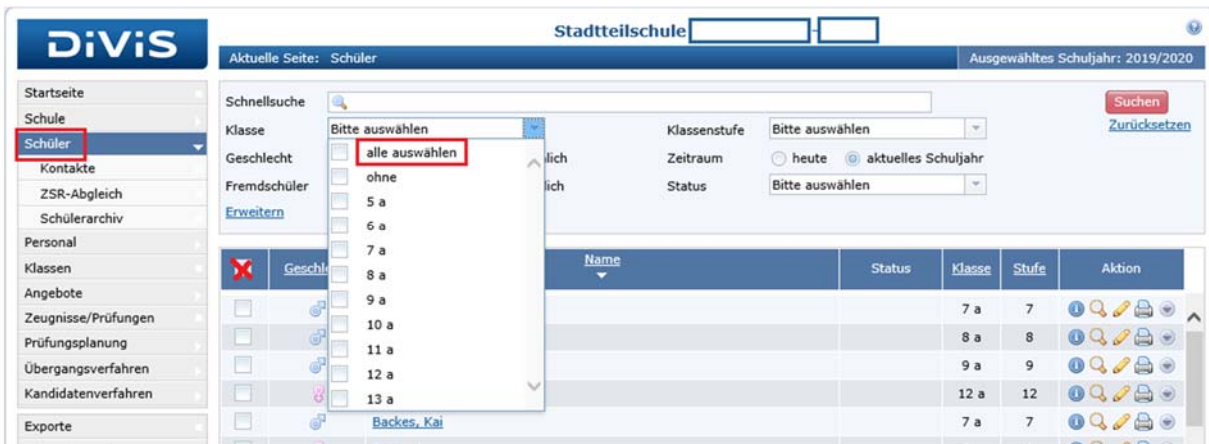 DiViS
Stadtteilschule -
Aktuelle Seite: Schüler
Ausgewähltes Schuljahr: 2019/2020
Startseite
Schule
Schüler
Kontakte
ZSR-Abgleich
Schülerarchiv
Personal
Klassen
Angebote
Zeugnisse/Prüfungen
Prüfungsplanung
Übergangsverfahren
Kandidatenverfahren
Exporte
Schnellsuche
Suchen
Klasse Bitte auswählen Klassenstufe Bitte auswählen Zurücksetzen
Geschlecht lich Zeitraum heute aktuelles Schuljahr
Fremdschüler lich Status Bitte auswählen
Erweitern
alle auswählen
ohne
5 a
6 a
7 a
8 a
9 a
10 a
11 a
12 a
13 a
Geschle Name Status Klasse Stufe Aktion
7 a 7
8 a 8
9 a 9
12 a 12
Backes, Kai 7 a 7